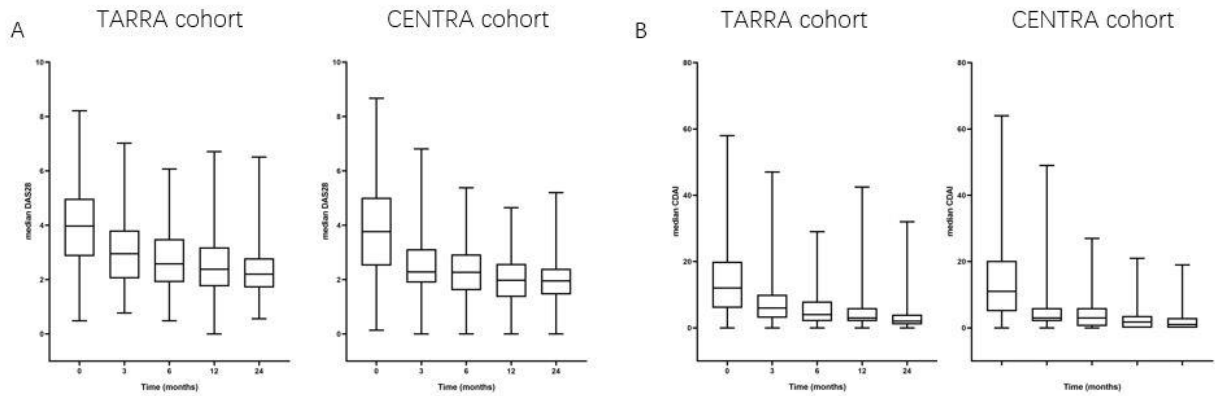 A
TARRA cohort
CENTRA cohort
B
TARRA cohort
CENTRA cohort
10
8
6
4
2
0
median DAS28
0 3 6 12 24
Time (months)
10
8
6
4
2
0
median DAS28
0 3 6 12 24
Time (months)
80
60
40
20
0
median CDAI
0 3 6 12 24
Time (months)
80
60
40
20
0
median CDAI
Time (months)